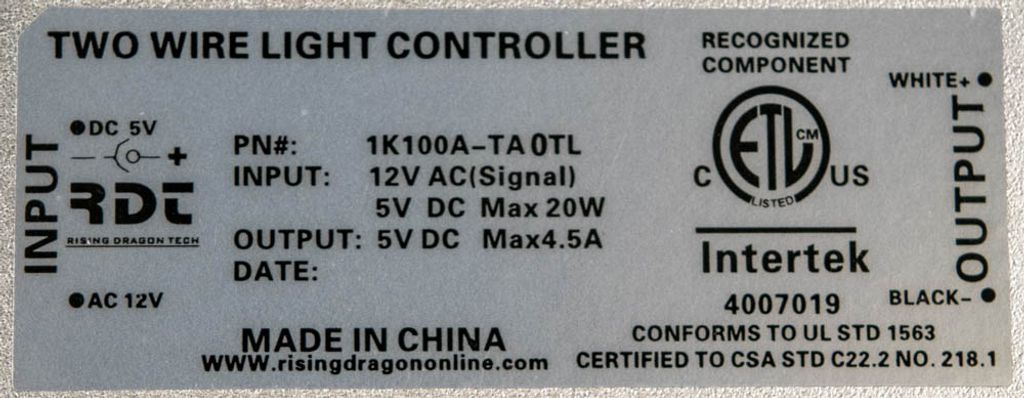 TWO WIRE LIGHT CONTROLLER
INPUT
DC 5V
- +
RDT
RISING DRAGON TECH
AC 12V
PN#: 1K100A-TA0TL
INPUT: 12V AC(Signal)
5V DC Max 20W
OUTPUT: 5V DC Max4.5A
DATE:
MADE IN CHINA
WWW.risingdragononline.com
RECOGNIZED
COMPONENT
ETL CM
C US
LISTED
Intertek
4007019
CONFORMS TO UL STD 1563
CERTIFIED TO CSA STD C22.2 NO. 218.1
WHITE+
OUTPUT
BLACK-